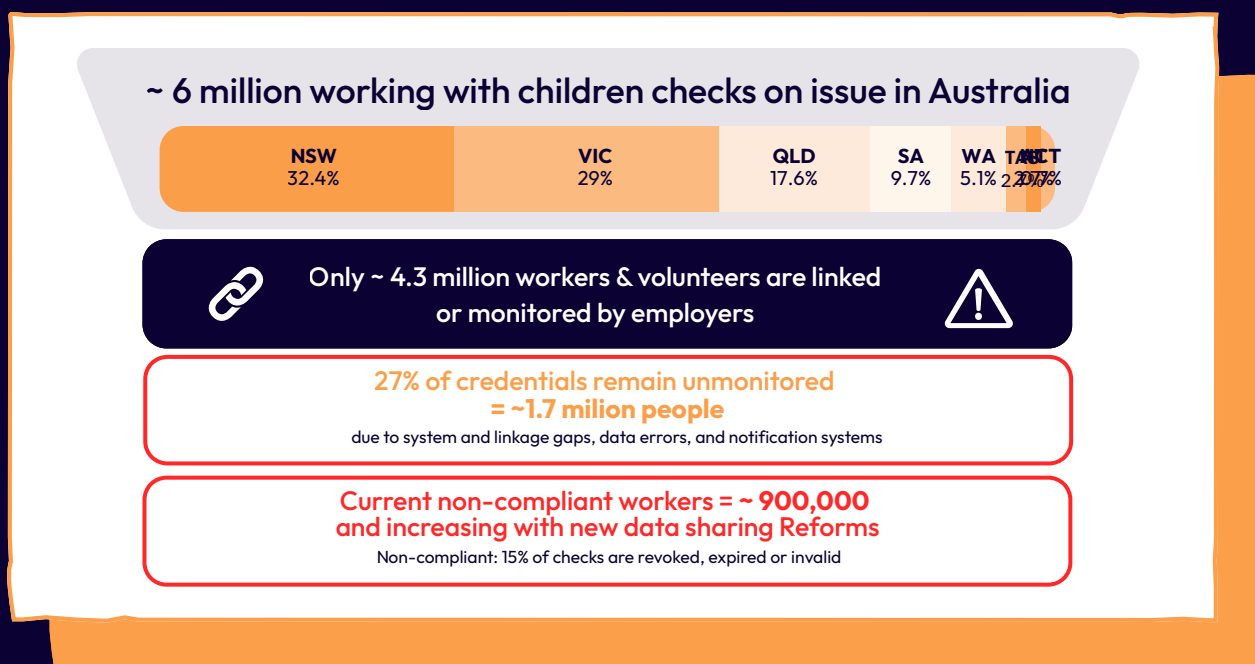 ~ 6 million working with children checks on issue in Australia
NSW
32.4%
VIC
29%
QLD
17.6%
SA
9.7%
WA
5.1%
Only ~ 4.3 million workers & volunteers are linked
or monitored by employers
27% of credentials remain unmonitored
= ~1.7 milion people
due to system and linkage gaps, data errors, and notification systems
Current non-compliant workers = ~ 900,000
and increasing with new data sharing Reforms
Non-compliant: 15% of checks are revoked, expired or invalid